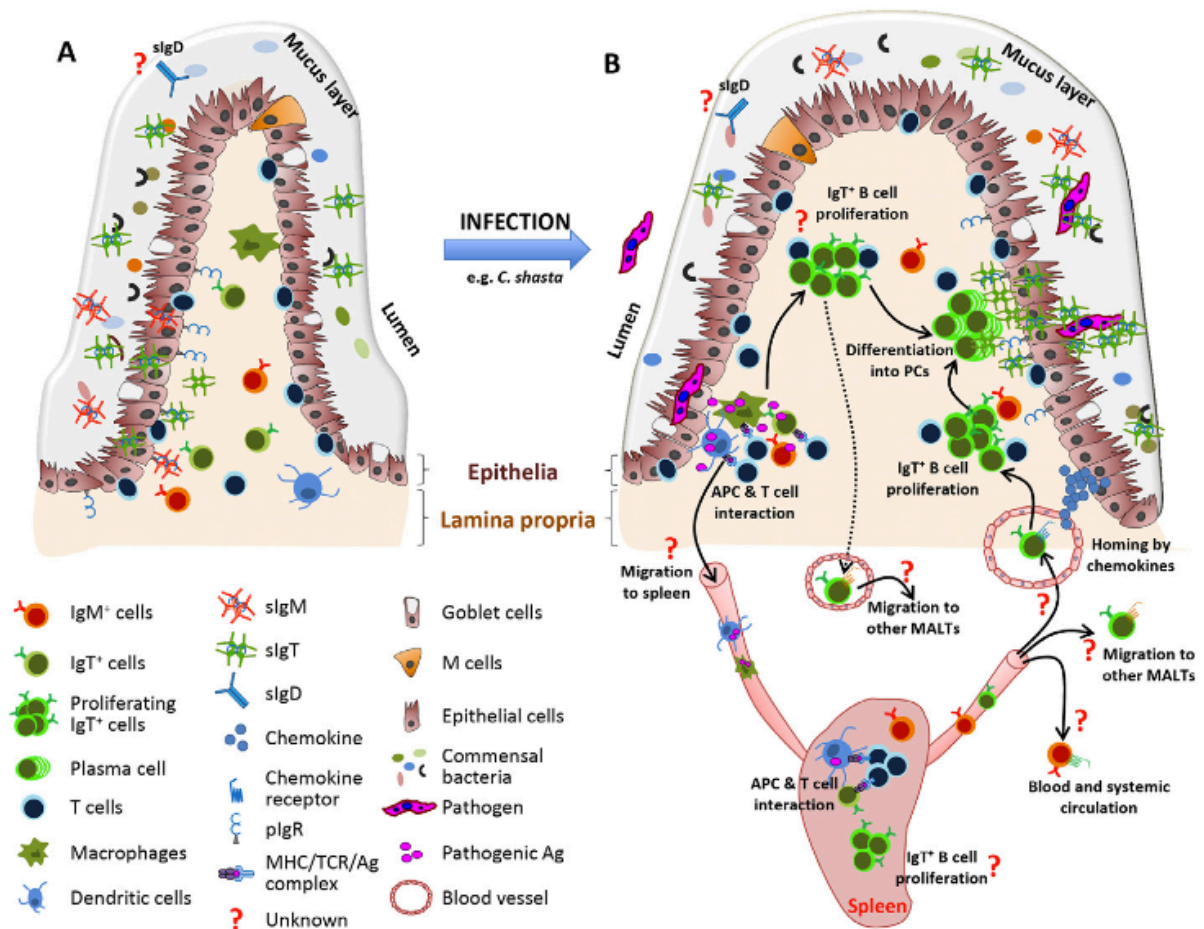 A
?
sIgD
Mucus layer
Lumen
INFECTION
e.g. C. shasta
Epithelia
Lamina propria
B
?
sIgD
Mucus layer
Lumen
IgT⁺ B cell
proliferation
?
Differentiation
into PCs
IgT⁺ B cell
proliferation
APC & T cell
interaction
?
Migration
to spleen
?
Migration to
other MALTs
Homing by
chemokines
?
?
Migration to
other MALTs
?
Blood and systemic
circulation
APC & T cell
interaction
IgT⁺ B cell
proliferation ?
Spleen
IgM⁺ cells
IgT⁺ cells
Proliferating
IgT⁺ cells
Plasma cell
T cells
Macrophages
Dendritic cells
sIgM
sIgT
sIgD
Chemokine
Chemokine
receptor
pIgR
MHC/TCR/Ag
complex
? Unknown
Goblet cells
M cells
Epithelial cells
Commensal
bacteria
Pathogen
Pathogenic Ag
Blood vessel